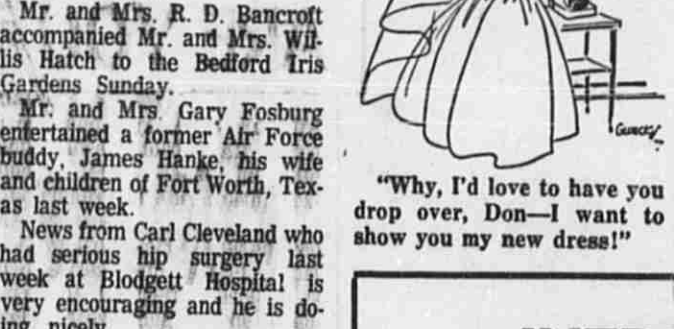 Mr. and Mrs. R. D. Bancroft
accompanied Mr. and Mrs. Wil-
lis Hatch to the Bedford Iris
Gardens Sunday.
Mr. and Mrs. Gary Fosburg
entertained a former Air Force
buddy, James Hanke, his wife
and children of Fort Worth, Tex-
as last week.
News from Carl Cleveland who
had serious hip surgery last
week at Blodgett Hospital is
very encouraging and he is do-
ing nicely.
"Why, I'd love to have you
drop over, Don—I want to
show you my new dress!"